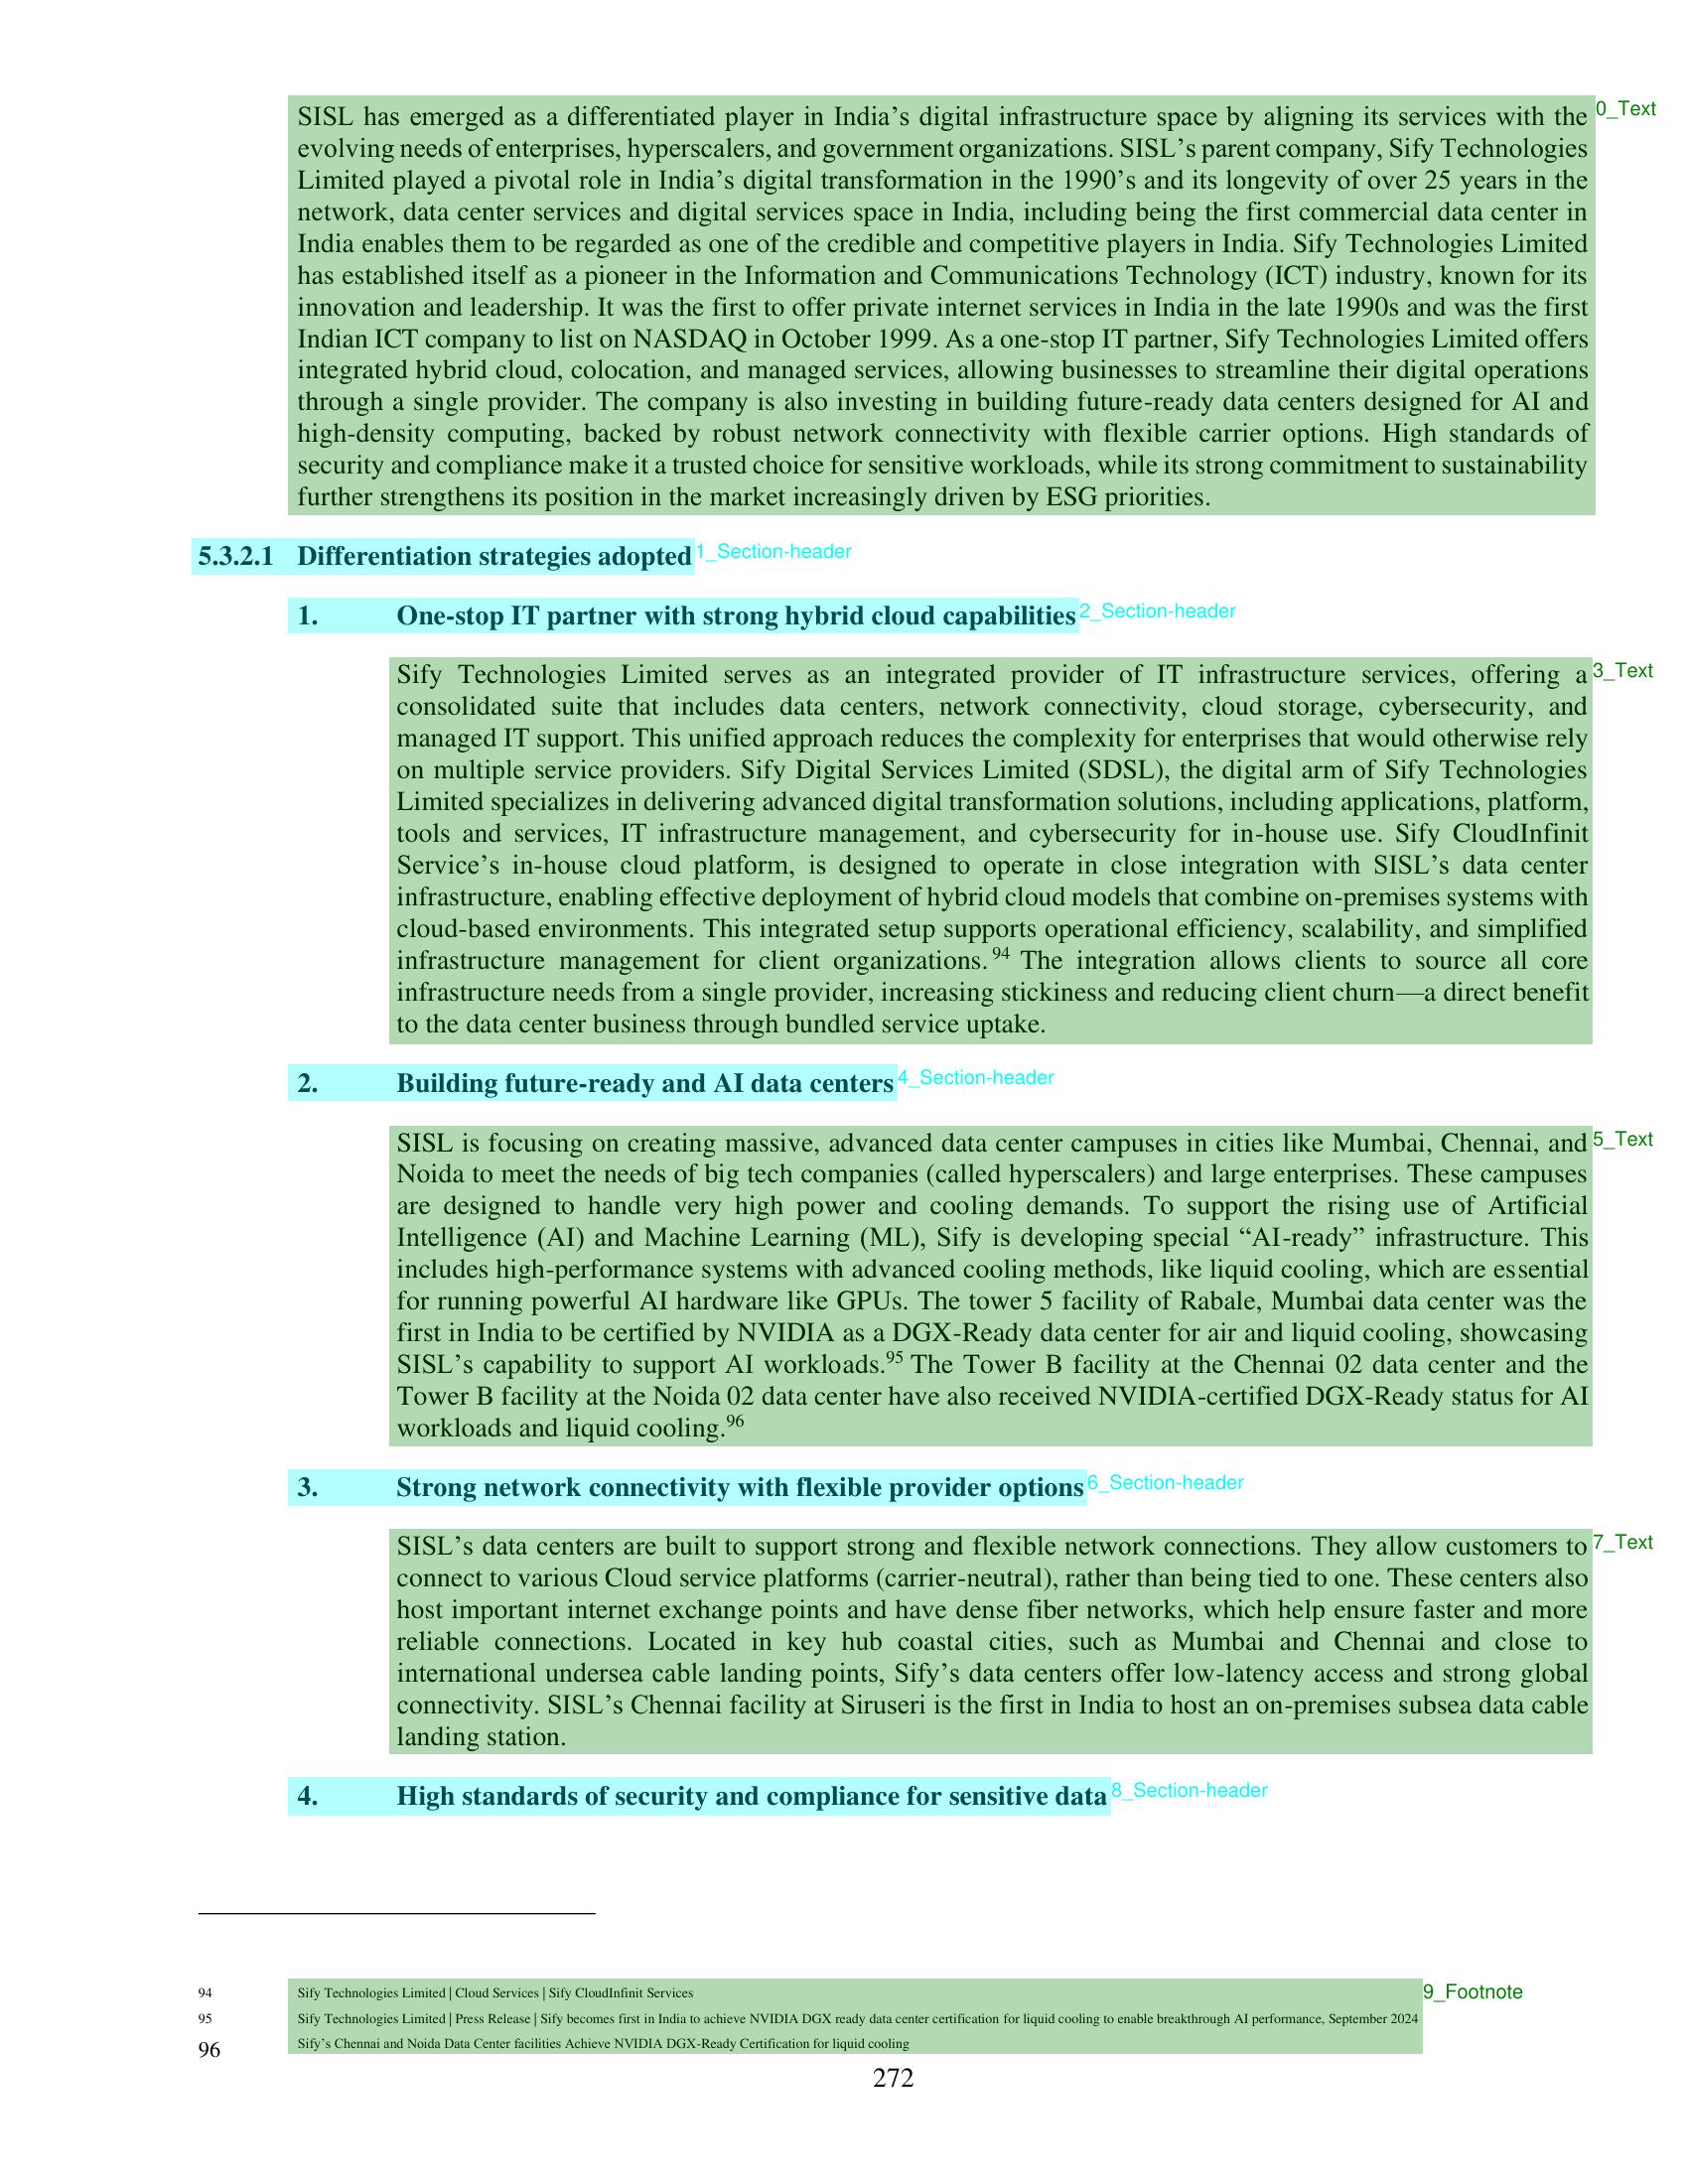 SISL has emerged as a differentiated player in India’s digital infrastructure space by aligning its services with the 0_Text
evolving needs of enterprises, hyperscalers, and government organizations. SISL’s parent company, Sify Technologies
Limited played a pivotal role in India’s digital transformation in the 1990’s and its longevity of over 25 years in the
network, data center services and digital services space in India, including being the first commercial data center in
India enables them to be regarded as one of the credible and competitive players in India. Sify Technologies Limited
has established itself as a pioneer in the Information and Communications Technology (ICT) industry, known for its
innovation and leadership. It was the first to offer private internet services in India in the late 1990s and was the first
Indian ICT company to list on NASDAQ in October 1999. As a one-stop IT partner, Sify Technologies Limited offers
integrated hybrid cloud, colocation, and managed services, allowing businesses to streamline their digital operations
through a single provider. The company is also investing in building future-ready data centers designed for AI and
high-density computing, backed by robust network connectivity with flexible carrier options. High standards of
security and compliance make it a trusted choice for sensitive workloads, while its strong commitment to sustainability
further strengthens its position in the market increasingly driven by ESG priorities.
5.3.2.1 Differentiation strategies adopted 1_Section-header
1. One-stop IT partner with strong hybrid cloud capabilities 2_Section-header
Sify Technologies Limited serves as an integrated provider of IT infrastructure services, offering a 3_Text
consolidated suite that includes data centers, network connectivity, cloud storage, cybersecurity, and
managed IT support. This unified approach reduces the complexity for enterprises that would otherwise rely
on multiple service providers. Sify Digital Services Limited (SDSL), the digital arm of Sify Technologies
Limited specializes in delivering advanced digital transformation solutions, including applications, platform,
tools and services, IT infrastructure management, and cybersecurity for in-house use. Sify CloudInfinit
Service’s in-house cloud platform, is designed to operate in close integration with SISL’s data center
infrastructure, enabling effective deployment of hybrid cloud models that combine on-premises systems with
cloud-based environments. This integrated setup supports operational efficiency, scalability, and simplified
infrastructure management for client organizations.94 The integration allows clients to source all core
infrastructure needs from a single provider, increasing stickiness and reducing client churn—a direct benefit
to the data center business through bundled service uptake.
2. Building future-ready and AI data centers 4_Section-header
SISL is focusing on creating massive, advanced data center campuses in cities like Mumbai, Chennai, and 5_Text
Noida to meet the needs of big tech companies (called hyperscalers) and large enterprises. These campuses
are designed to handle very high power and cooling demands. To support the rising use of Artificial
Intelligence (AI) and Machine Learning (ML), Sify is developing special “AI-ready” infrastructure. This
includes high-performance systems with advanced cooling methods, like liquid cooling, which are essential
for running powerful AI hardware like GPUs. The tower 5 facility of Rabale, Mumbai data center was the
first in India to be certified by NVIDIA as a DGX-Ready data center for air and liquid cooling, showcasing
SISL’s capability to support AI workloads.95 The Tower B facility at the Chennai 02 data center and the
Tower B facility at the Noida 02 data center have also received NVIDIA-certified DGX-Ready status for AI
workloads and liquid cooling.96
3. Strong network connectivity with flexible provider options 6_Section-header
SISL’s data centers are built to support strong and flexible network connections. They allow customers to 7_Text
connect to various Cloud service platforms (carrier-neutral), rather than being tied to one. These centers also
host important internet exchange points and have dense fiber networks, which help ensure faster and more
reliable connections. Located in key hub coastal cities, such as Mumbai and Chennai and close to
international undersea cable landing points, Sify’s data centers offer low-latency access and strong global
connectivity. SISL’s Chennai facility at Siruseri is the first in India to host an on-premises subsea data cable
landing station.
4. High standards of security and compliance for sensitive data 8_Section-header
94 Sify Technologies Limited | Cloud Services | Sify CloudInfinit Services 9_Footnote
95 Sify Technologies Limited | Press Release | Sify becomes first in India to achieve NVIDIA DGX ready data center certification for liquid cooling to enable breakthrough AI performance, September 2024
96 Sify’s Chennai and Noida Data Center facilities Achieve NVIDIA DGX-Ready Certification for liquid cooling
272